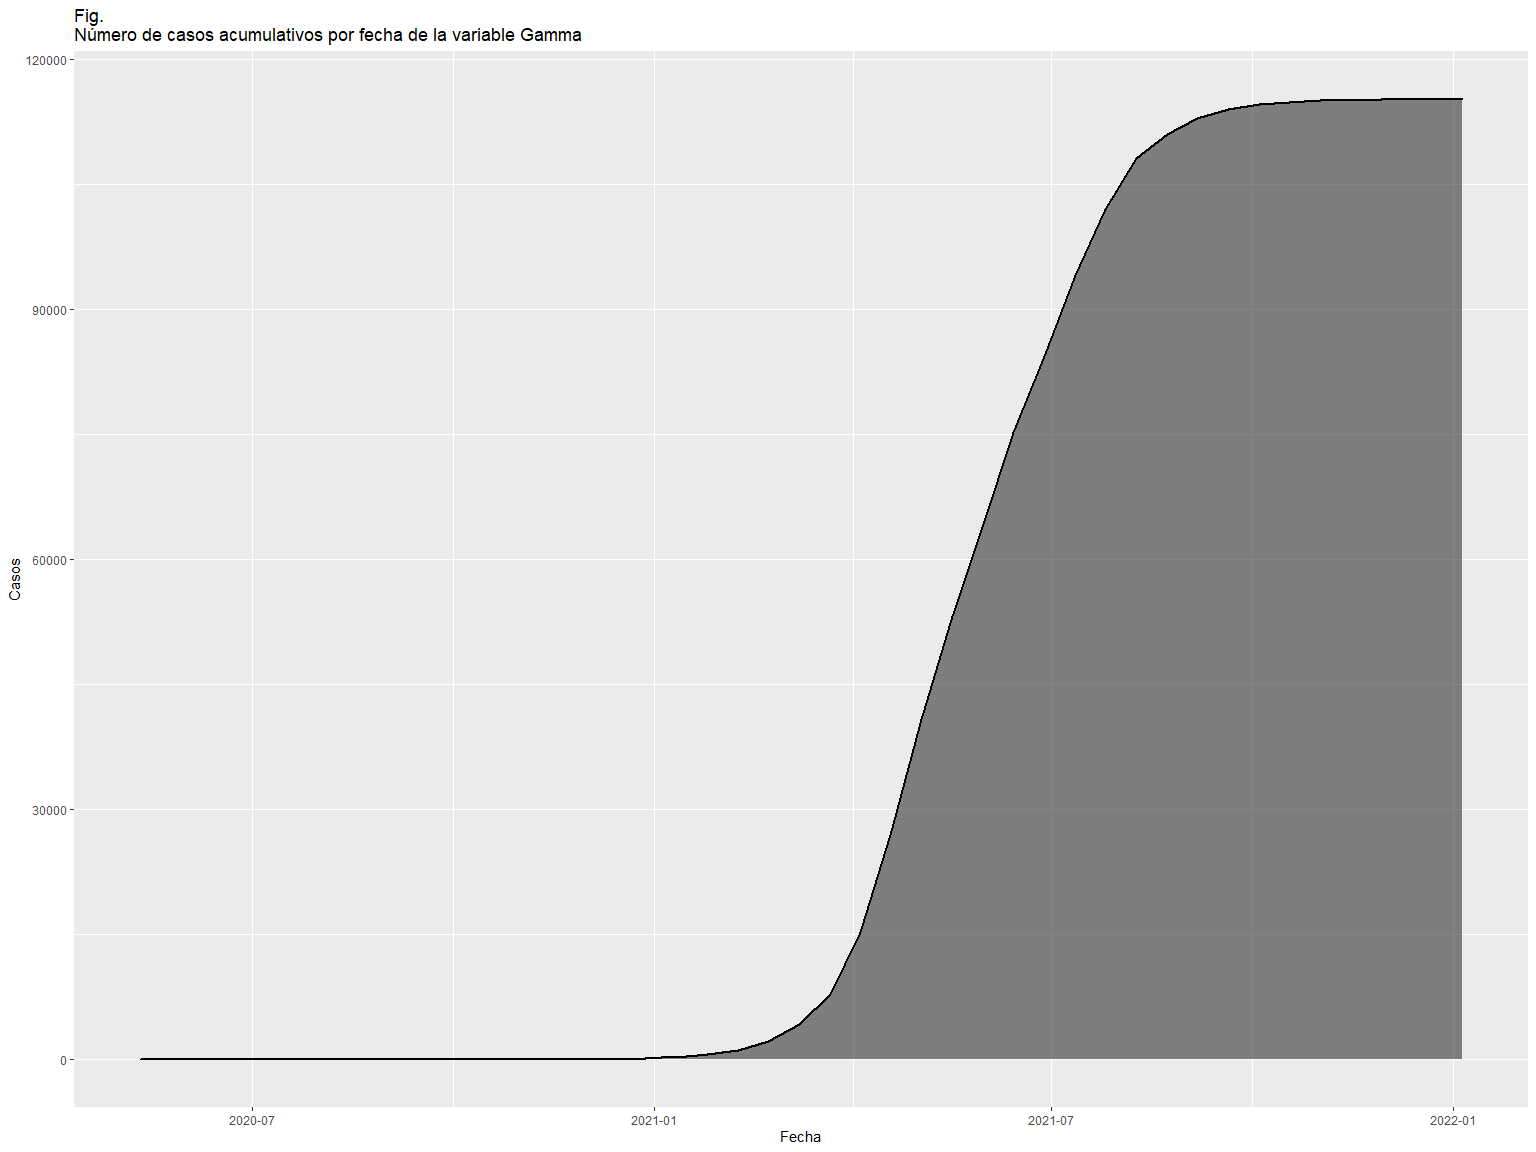 Fig.
Número de casos acumulativos por fecha de la variable Gamma
120000
90000
60000
30000
0
Casos
2020-07
2021-01
2021-07
2022-01
Fecha